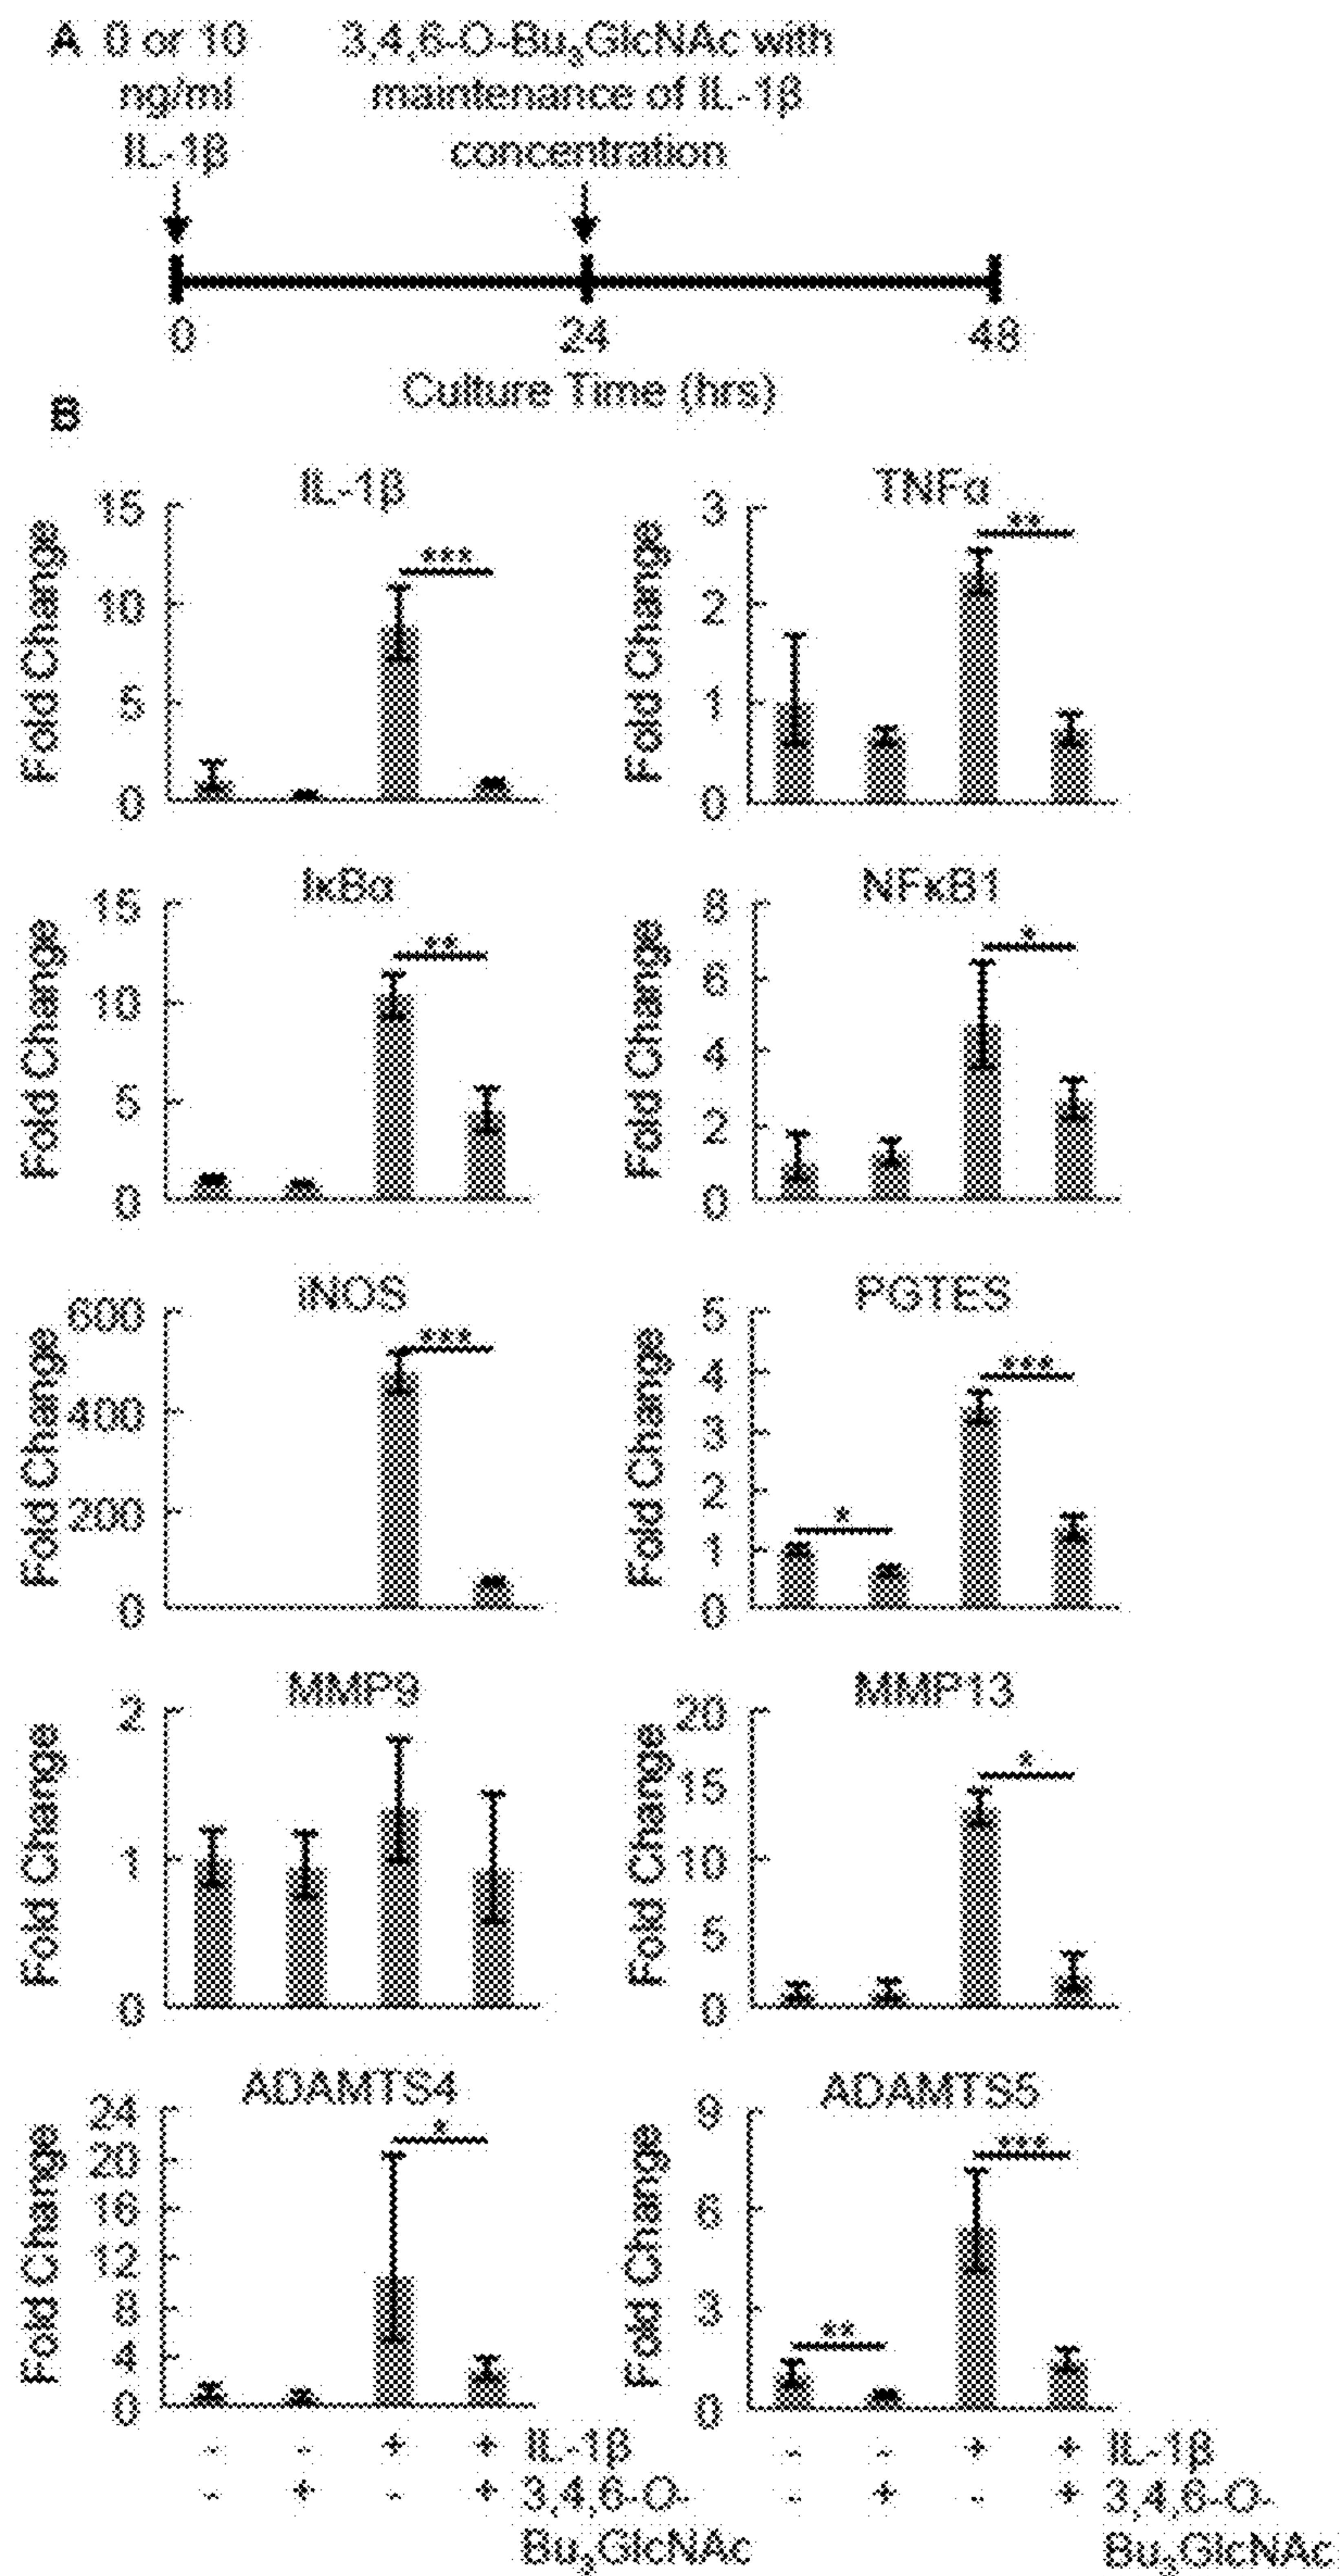 A 0 or 10 ng/ml IL-1β
3,4,6-O-Bu₃GlcNAc with maintenance of IL-1β concentration
0 24 48
Culture Time (hrs)
B
IL-1β
Fold Change
15
10
5
0
***
TNFα
Fold Change
3
2
1
0
**
IκBα
Fold Change
15
10
5
0
**
NFκB1
Fold Change
8
6
4
2
0
*
iNOS
Fold Change
600
400
200
0
***
PGTES
Fold Change
5
4
3
2
1
0
*
***
MMP9
Fold Change
2
1
0
MMP13
Fold Change
20
15
10
5
0
*
ADAMTS4
Fold Change
24
20
16
12
8
4
0
*
ADAMTS5
Fold Change
9
6
3
0
**
***
- - + + IL-1β
- + - + 3,4,6-O-
Bu₃GlcNAc
- - + + IL-1β
- + - + 3,4,6-O-
Bu₃GlcNAc